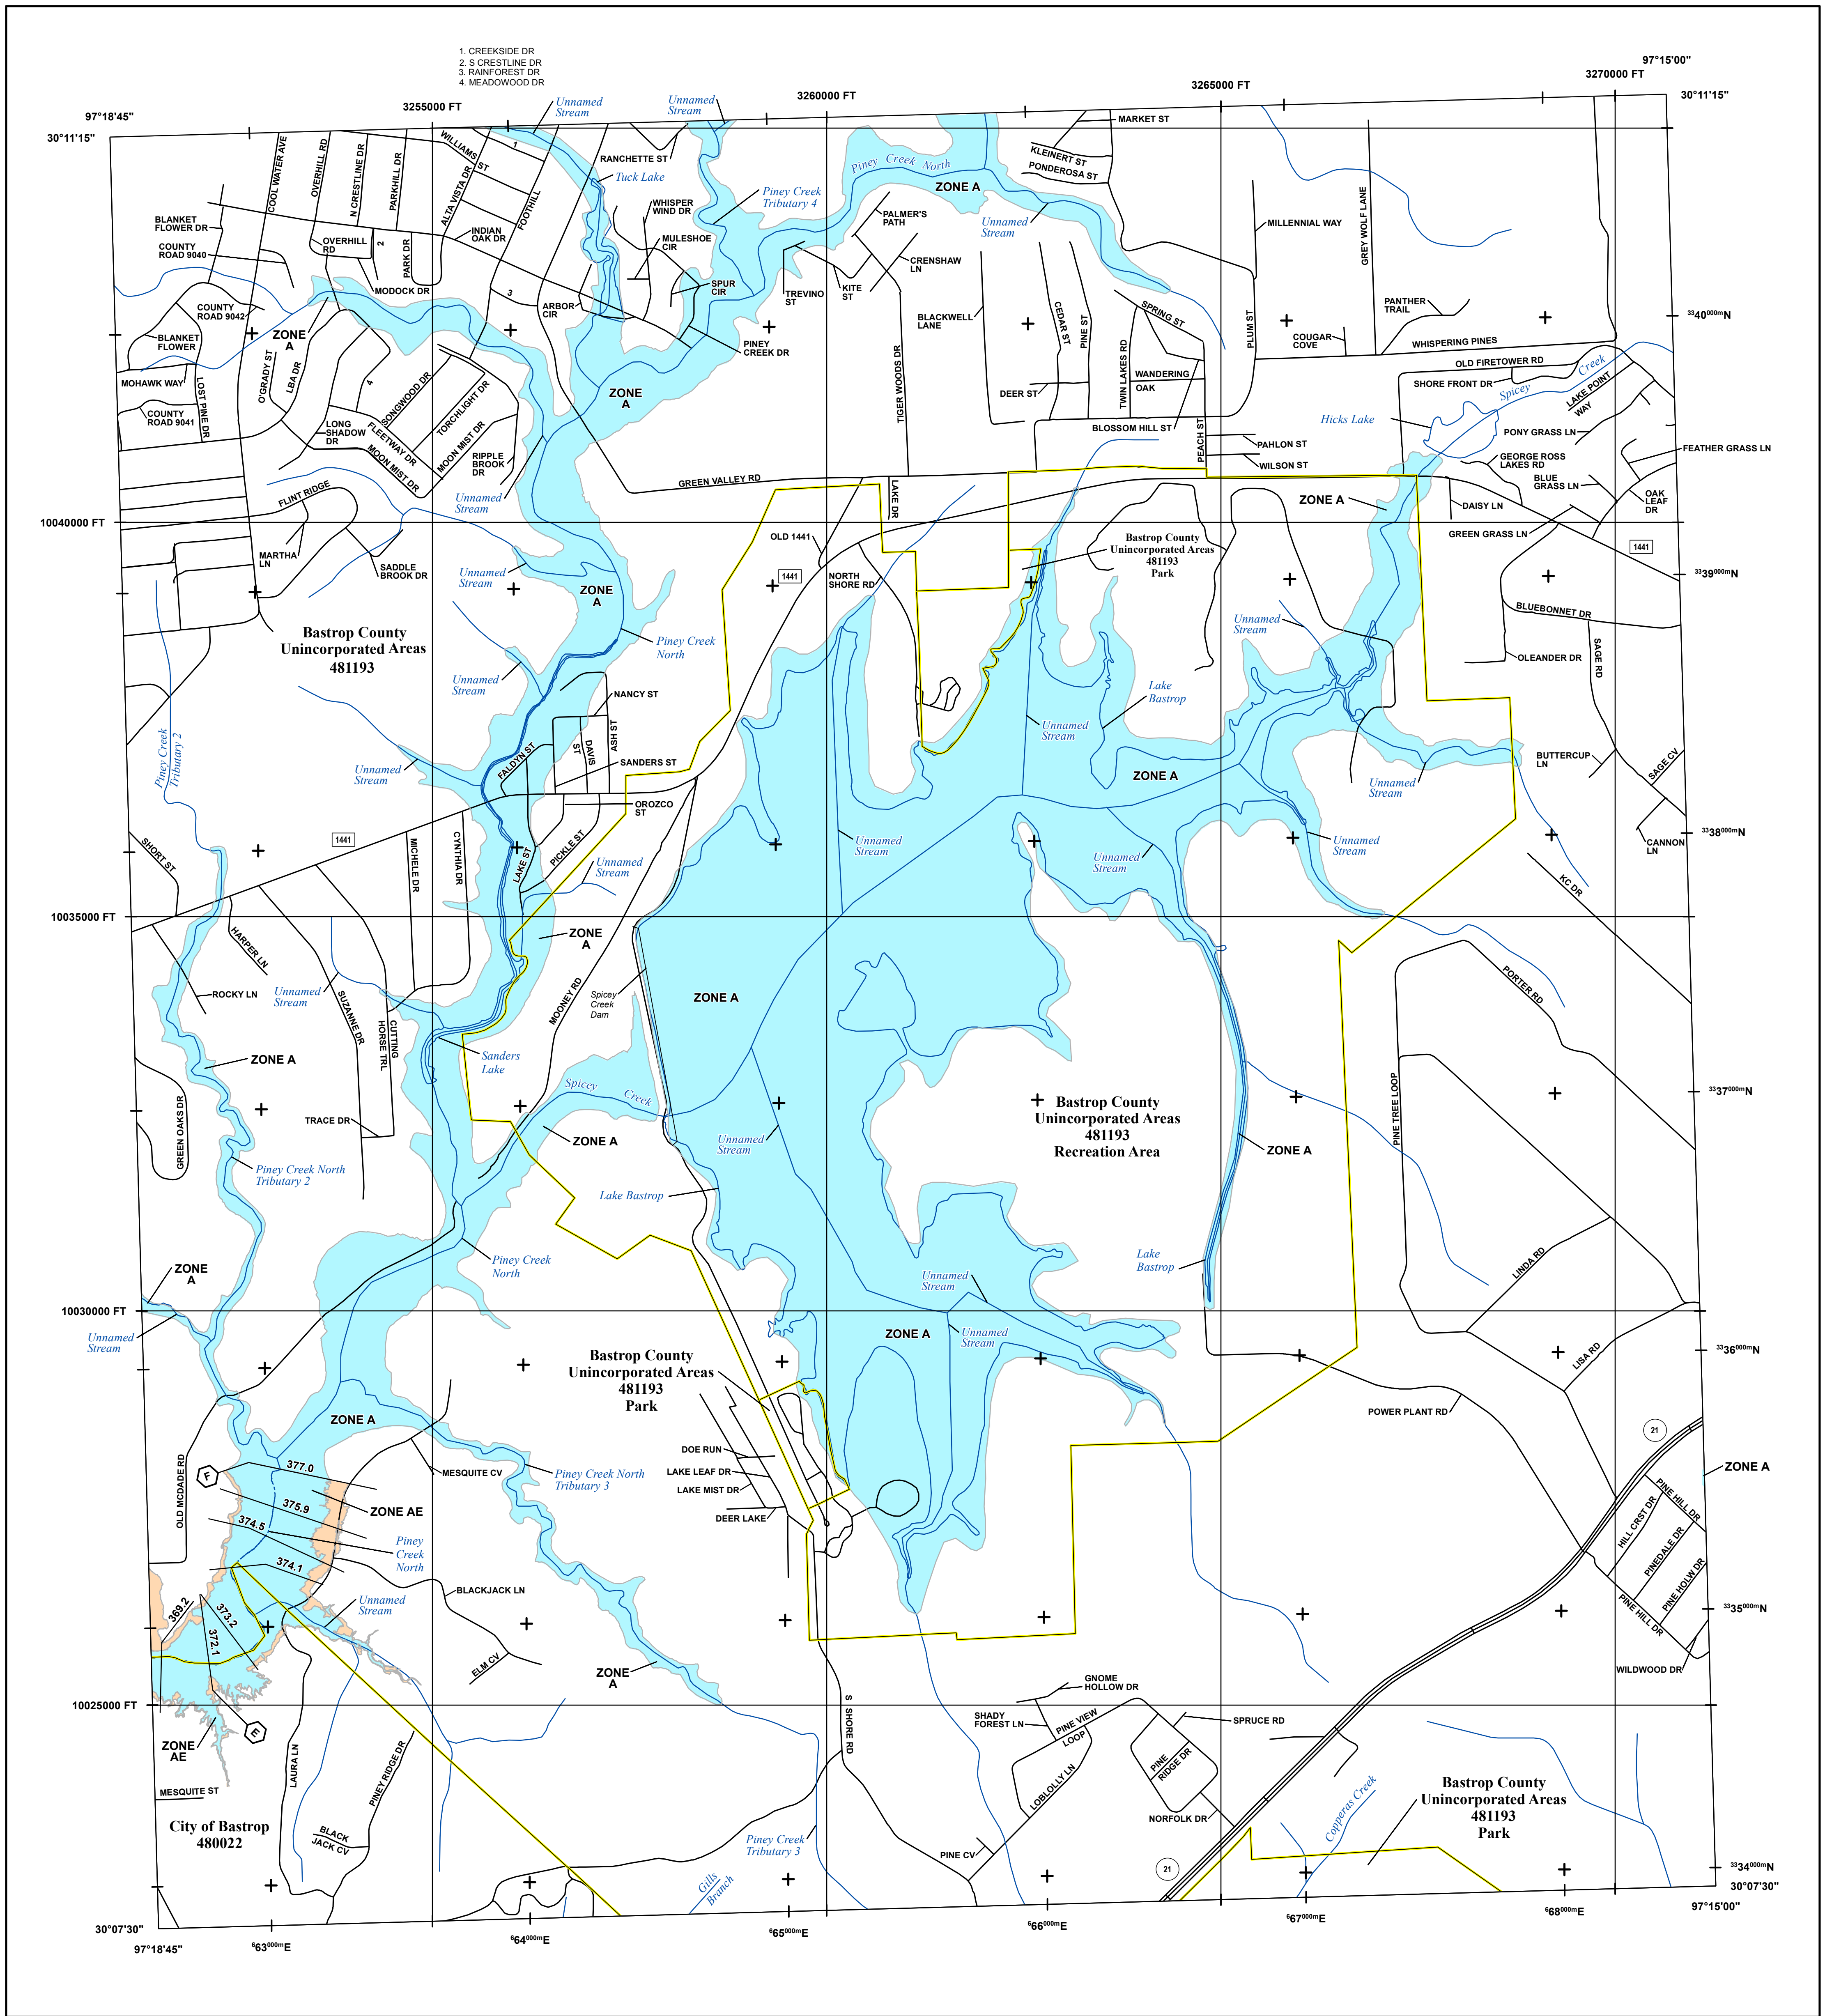 1. CREEKSIDE DR
2. S CRESTLINE DR
3. RAINFOREST DR
4. MEADOWOOD DR
97°15'00"
3270000 FT
3265000 FT
3260000 FT
3255000 FT
97°18'45"
30°11'15"
30°11'15"
Unnamed
Stream
Unnamed
Stream
MARKET ST
COOL WATER AVE
OVERHILL RD
N CRESTLINE DR
PARKHILL DR
WILLIAMS ST
1
RANCHETTE ST
Tuck Lake
Piney Creek North
KLEINERT ST
PONDEROSA ST
ZONE A
ALTA VISTA DR
FOOTHILL
Piney Creek
Tributary 4
GREY WOLF LANE
BLANKET
FLOWER DR
COUNTY
ROAD 9040
OVERHILL
RD
2
PARK DR
INDIAN
OAK DR
WHISPER
WIND DR
MULESHOE
CIR
PALMER'S
PATH
Unnamed
Stream
MILLENNIAL WAY
CRENSHAW
LN
MODOCK DR
3
ARBOR
CIR
SPUR
CIR
TREVINO
ST
KITE
ST
COUNTY
ROAD 9042
ZONE
A
BLACKWELL
LANE
CEDAR ST
PINE ST
SPRING ST
PLUM ST
PANTHER
TRAIL
3340000mN
BLANKET
FLOWER
COUGAR
COVE
WHISPERING PINES
PINEY
CREEK DR
TIGER WOODS DR
OLD FIRETOWER RD
MOHAWK WAY
LOST PINE DR
O'GRADY ST
LBA DR
4
SONGWOOD DR
TORCHLIGHT DR
ZONE
A
DEER ST
TWIN LAKES RD
WANDERING
OAK
SHORE FRONT DR
Spicey
Creek
LAKE POINT
WAY
COUNTY
ROAD 9041
LONG
SHADOW
DR
FLEETWAY DR
MOON MIST DR
MOON MIST DR
RIPPLE
BROOK
DR
BLOSSOM HILL ST
PEACH ST
PAHLON ST
WILSON ST
Hicks Lake
PONY GRASS LN
FEATHER GRASS LN
GEORGE ROSS
LAKES RD
BLUE
GRASS LN
OAK
LEAF
DR
FLINT RIDGE
Unnamed
Stream
GREEN VALLEY RD
LAKE DR
ZONE A
DAISY LN
GREEN GRASS LN
1441
10040000 FT
MARTHA
LN
SADDLE
BROOK DR
Unnamed
Stream
ZONE
A
OLD 1441
1441
NORTH
SHORE RD
Bastrop County
Unincorporated Areas
481193
Park
3339000mN
BLUEBONNET DR
Bastrop County
Unincorporated Areas
481193
Piney Creek
North
Unnamed
Stream
OLEANDER DR
SAGE RD
Unnamed
Stream
NANCY ST
Lake
Bastrop
Piney Creek
Tributary 2
FALDYN ST
DAVIS
ST
ASH ST
SANDERS ST
Unnamed
Stream
Unnamed
Stream
ZONE A
Unnamed
Stream
BUTTERCUP
LN
SAGE CV
OROZCO
ST
SHORT ST
1441
MICHELE DR
CYNTHIA DR
LAKE ST
PICKLE ST
Unnamed
Stream
Unnamed
Stream
Unnamed
Stream
Unnamed
Stream
3338000mN
CANNON
LN
KC DR
10035000 FT
HARPER LN
ZONE
A
ROCKY LN
Unnamed
Stream
SUZANNE DR
CUTTING
HORSE TRL
MOONEY RD
Spicey
Creek
Dam
ZONE A
PORTER RD
ZONE A
Sanders
Lake
Spicey
Creek
PINE TREE LOOP
3337000mN
GREEN OAKS DR
TRACE DR
ZONE A
Unnamed
Stream
Bastrop County
Unincorporated Areas
481193
Recreation Area
ZONE A
Piney Creek North
Tributary 2
Lake Bastrop
Piney Creek
North
Lake
Bastrop
LINDA RD
ZONE
A
Unnamed
Stream
10030000 FT
Unnamed
Stream
ZONE A
Unnamed
Stream
Bastrop County
Unincorporated Areas
481193
Park
LISA RD
3336000mN
POWER PLANT RD
ZONE A
21
OLD MCDADE RD
F
377.0
MESQUITE CV
Piney Creek North
Tributary 3
DOE RUN
LAKE LEAF DR
LAKE MIST DR
DEER LAKE
ZONE A
375.9
ZONE AE
374.5
Piney
Creek
North
374.1
PINE HILL DR
HILL CRST DR
PINEDALE DR
PINE HOLW DR
PINE HILL DR
BLACKJACK LN
Unnamed
Stream
369.2
373.2
372.1
3335000mN
ELM CV
ZONE
A
WILDWOOD DR
10025000 FT
GNOME
HOLLOW DR
SHADY
FOREST LN
PINE VIEW
LOOP
SPRUCE RD
E
ZONE
AE
LAURA LN
PINEY RIDGE DR
S SHORE RD
PINE
RIDGE DR
LOBLOLLY LN
MESQUITE ST
NORFOLK DR
Copperas Creek
Bastrop County
Unincorporated Areas
481193
Park
City of Bastrop
480022
BLACK
JACK CV
Piney Creek
Tributary 3
PINE CV
Gills
Branch
21
3334000mN
30°07'30"
30°07'30"
97°18'45"
663000mE
664000mE
665000mE
666000mE
667000mE
668000mE
97°15'00"